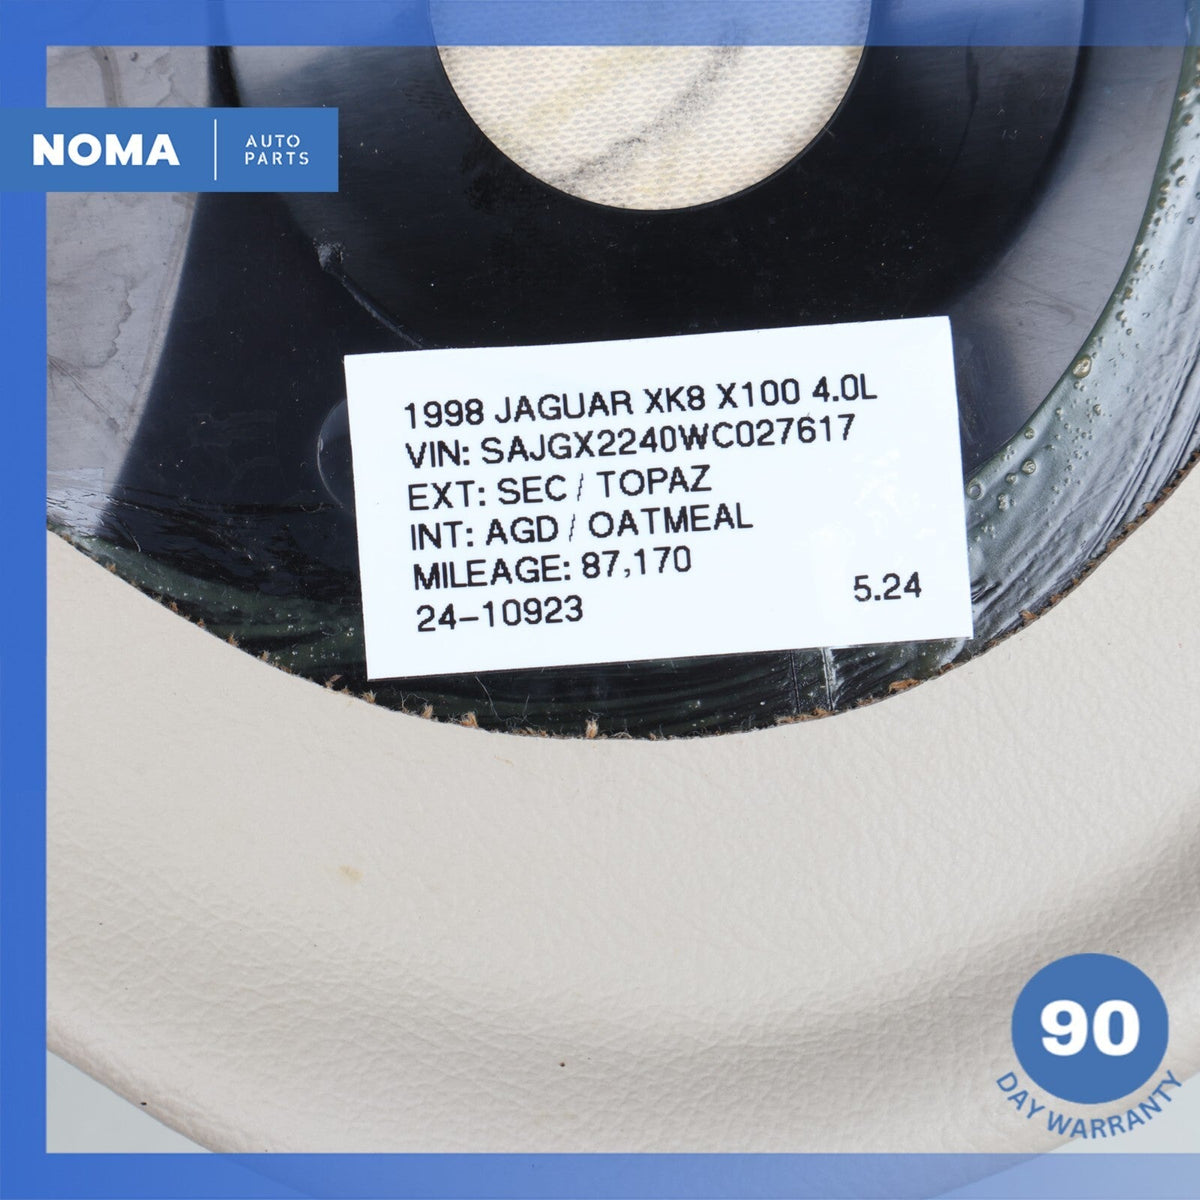 NOMA
AUTO
PARTS
1998 JAGUAR XK8 X100 4.0L
VIN: SAJGX2240WC027617
EXT: SEC / TOPAZ
INT: AGD / OATMEAL
MILEAGE: 87,170
24-10923
5.24
90
DAY WARRANTY